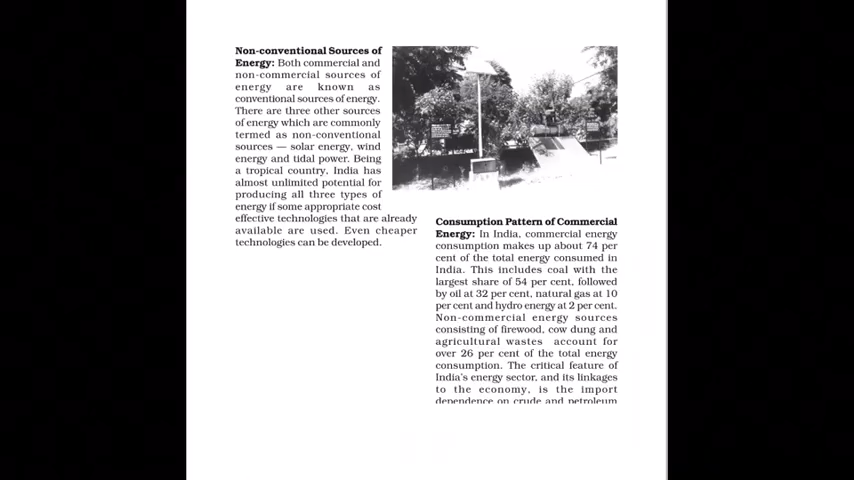 Non-conventional Sources of
Energy: Both commercial and
non-commercial sources of
energy are known as
conventional sources of energy.
There are three other sources
of energy which are commonly
termed as non-conventional
sources — solar energy, wind
energy and tidal power. Being
a tropical country, India has
almost unlimited potential for
producing all three types of
energy if some appropriate cost
effective technologies that are already
available are used. Even cheaper
technologies can be developed.
Consumption Pattern of Commercial
Energy: In India, commercial energy
consumption makes up about 74 per
cent of the total energy consumed in
India. This includes coal with the
largest share of 54 per cent, followed
by oil at 32 per cent, natural gas at 10
per cent and hydro energy at 2 per cent.
Non-commercial energy sources
consisting of firewood, cow dung and
agricultural wastes account for
over 26 per cent of the total energy
consumption. The critical feature of
India's energy sector, and its linkages
to the economy, is the import
dependence on crude and petroleum